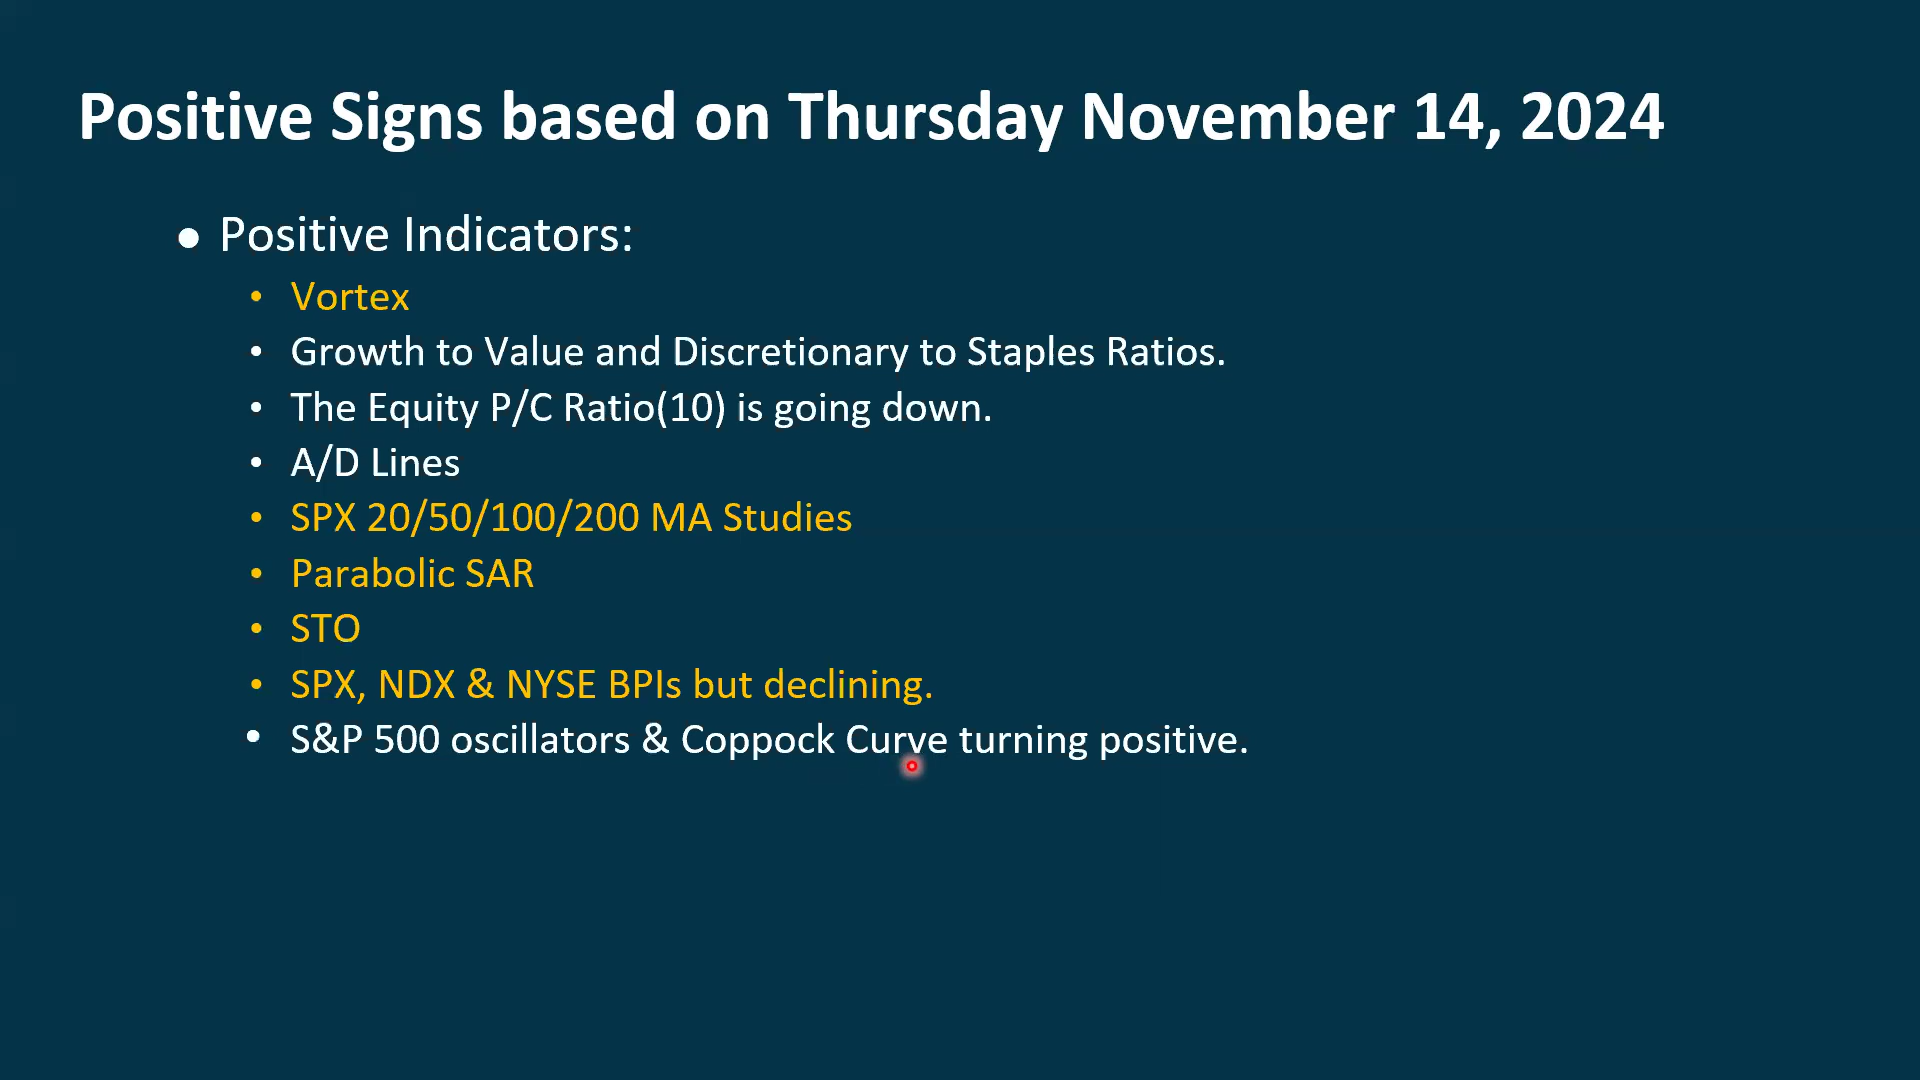 Positive Signs based on Thursday November 14, 2024
● Positive Indicators:
• Vortex
• Growth to Value and Discretionary to Staples Ratios.
• The Equity P/C Ratio(10) is going down.
• A/D Lines
• SPX 20/50/100/200 MA Studies
• Parabolic SAR
• STO
• SPX, NDX & NYSE BPIs but declining.
• S&P 500 oscillators & Coppock Curve turning positive.